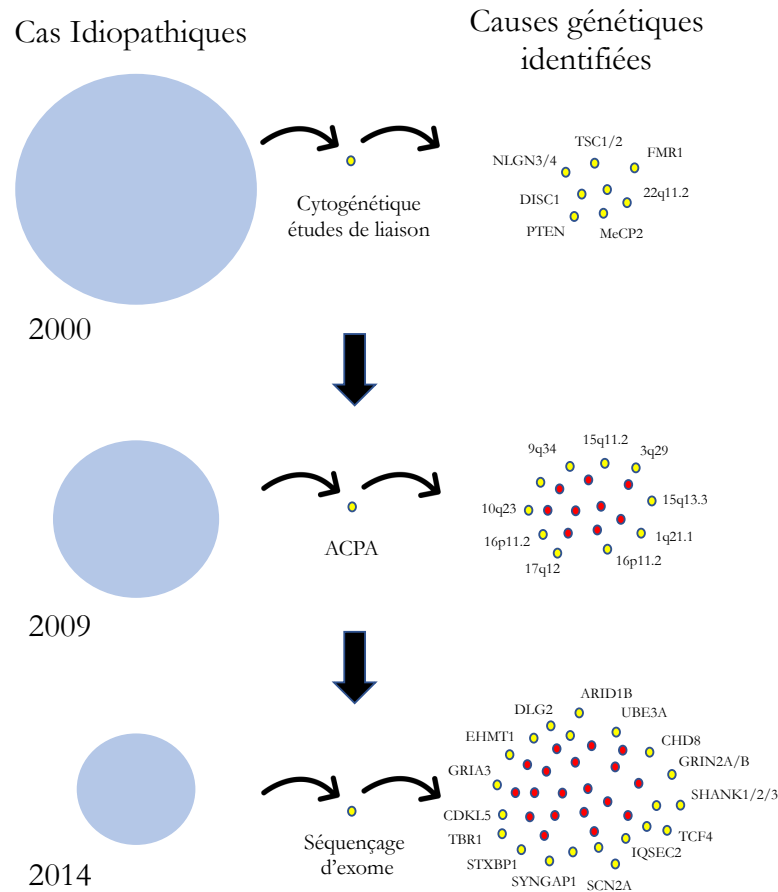 Cas Idiopathiques
Causes génétiques
identifiées
TSC1/2
FMR1
NLGN3/4
DISC1
22q11.2
PTEN
MeCP2
Cytogénétique
études de liaison
2000
15q11.2
9q34
3q29
15q13.3
10q23
16p11.2
1q21.1
17q12
16p11.2
ACPA
2009
ARID1B
DLG2
UBE3A
EHMT1
CHD8
GRIN2A/B
GRIA3
SHANK1/2/3
CDKL5
TBR1
TCF4
STXBP1
IQSEC2
SYNGAP1
SCN2A
Séquençage
d'exome
2014